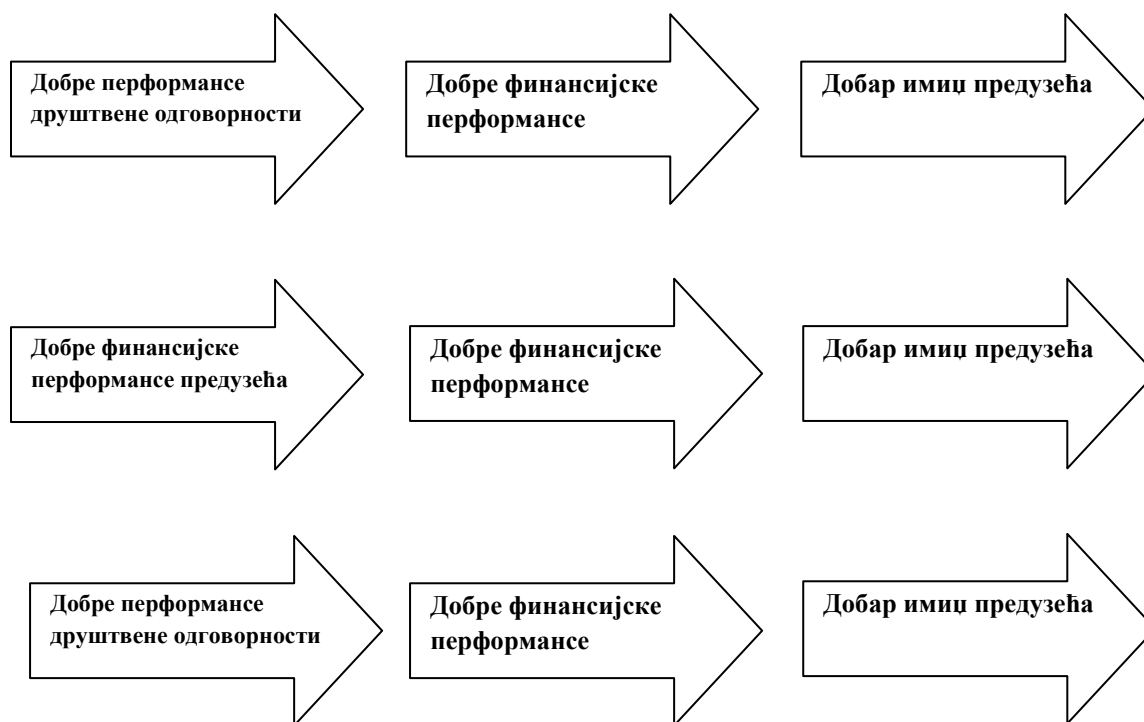 Добре перформансе
друштвене одговорности
Добре финансијске
перформансе
Добар имиџ предузећа
Добре финансијске
перформансе предузећа
Добре финансијске
перформансе
Добар имиџ предузећа
Добре перформансе
друштвене одговорности
Добре финансијске
перформансе
Добар имиџ предузећа